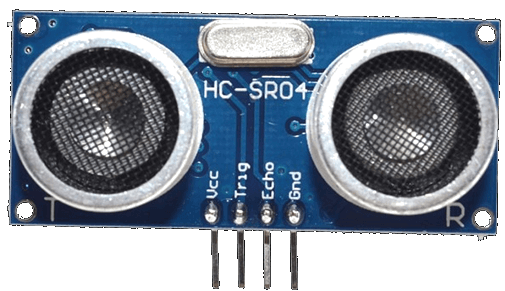 HC-SR04
Vcc
Trig
Echo
Gnd
T
R